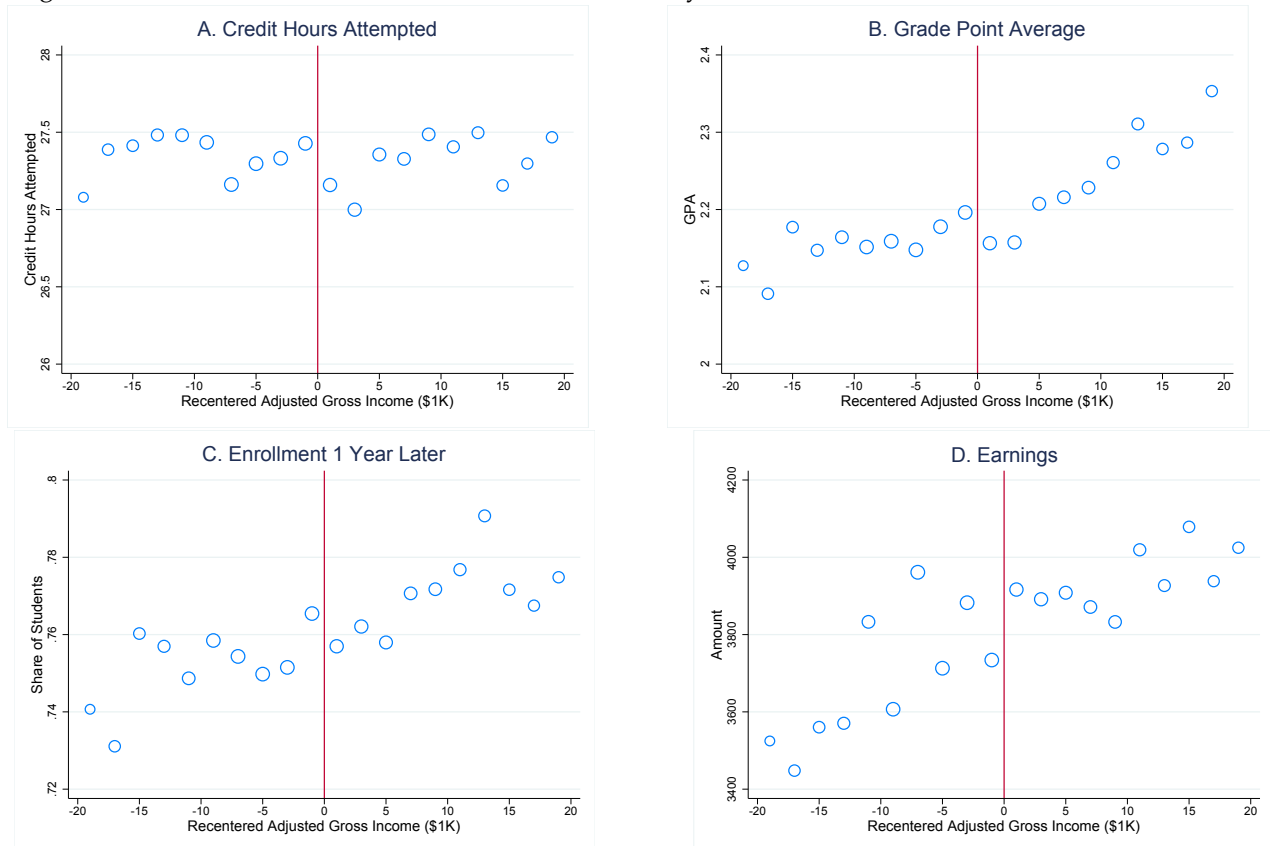 A. Credit Hours Attempted
28
27.5
27
26.5
26
Credit Hours Attempted
-20 -15 -10 -5 0 5 10 15 20
Recentered Adjusted Gross Income ($1K)
B. Grade Point Average
2.4
2.3
2.2
2.1
2
GPA
-20 -15 -10 -5 0 5 10 15 20
Recentered Adjusted Gross Income ($1K)
C. Enrollment 1 Year Later
.8
.78
.76
.74
.72
Share of Students
-20 -15 -10 -5 0 5 10 15 20
Recentered Adjusted Gross Income ($1K)
D. Earnings
4200
4000
3800
3600
3400
Amount
-20 -15 -10 -5 0 5 10 15 20
Recentered Adjusted Gross Income ($1K)